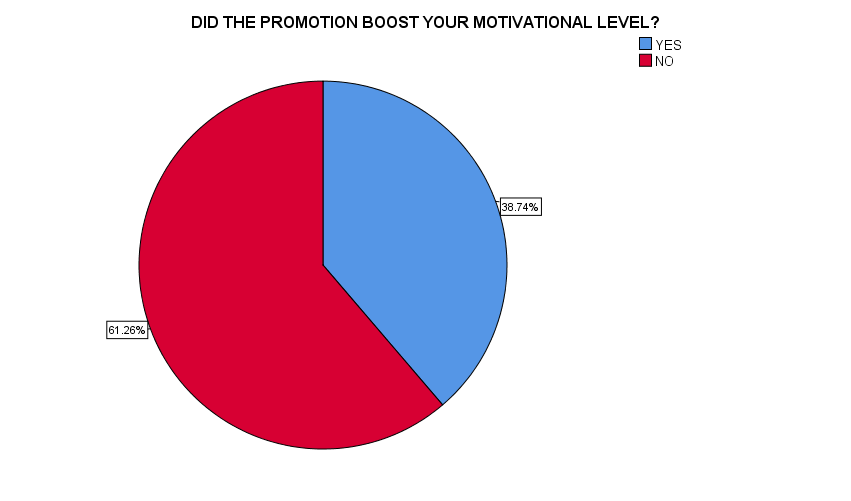 DID THE PROMOTION BOOST YOUR MOTIVATIONAL LEVEL?
YES
NO
38.74%
61.26%